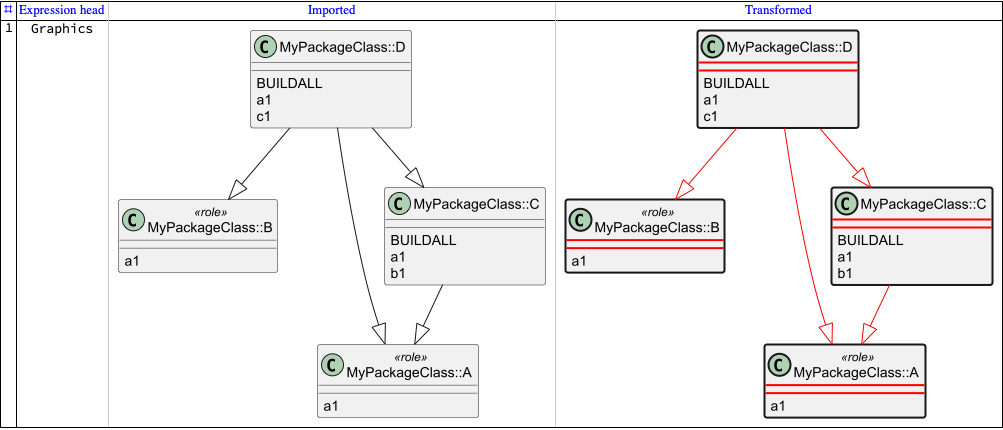 # Expression head Imported Transformed
1 Graphics
C MyPackageClass::D
BUILDALL
a1
c1
«role»
C MyPackageClass::B
a1
C MyPackageClass::C
BUILDALL
a1
b1
«role»
C MyPackageClass::A
a1
C MyPackageClass::D
BUILDALL
a1
c1
«role»
C MyPackageClass::B
a1
C MyPackageClass::C
BUILDALL
a1
b1
«role»
C MyPackageClass::A
a1